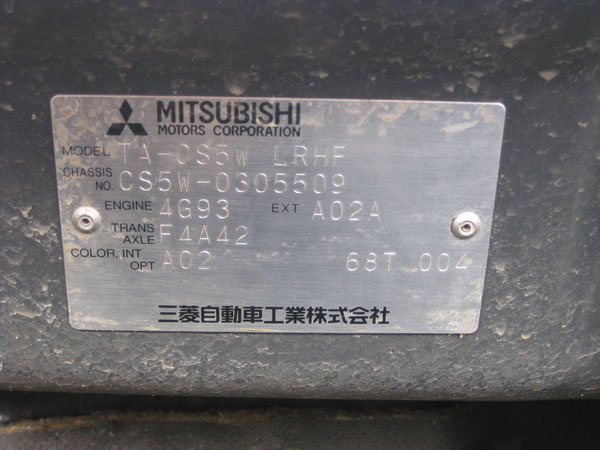 MITSUBISHI
MOTORS CORPORATION
MODEL TA-CS5W LRHF
CHASSIS NO. CS5W-0305509
ENGINE 4G93 EXT A02A
TRANS AXLE F4A42
COLOR, INT OPT A02 68T 004
三菱自動車工業株式会社